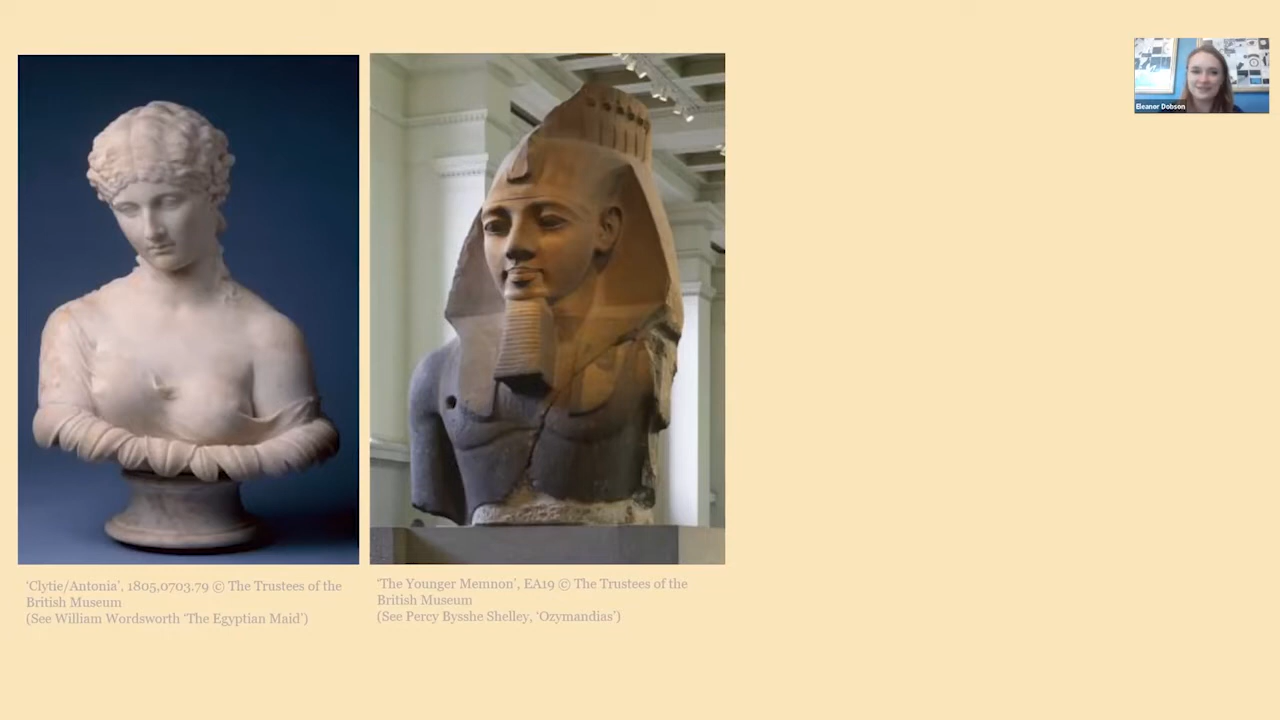 Eleanor Dobson
‘Clytie/Antonia’, 1805,0703.79 © The Trustees of the
British Museum
(See William Wordsworth ‘The Egyptian Maid’)
‘The Younger Memnon’, EA19 © The Trustees of the
British Museum
(See Percy Bysshe Shelley, ‘Ozymandias’)